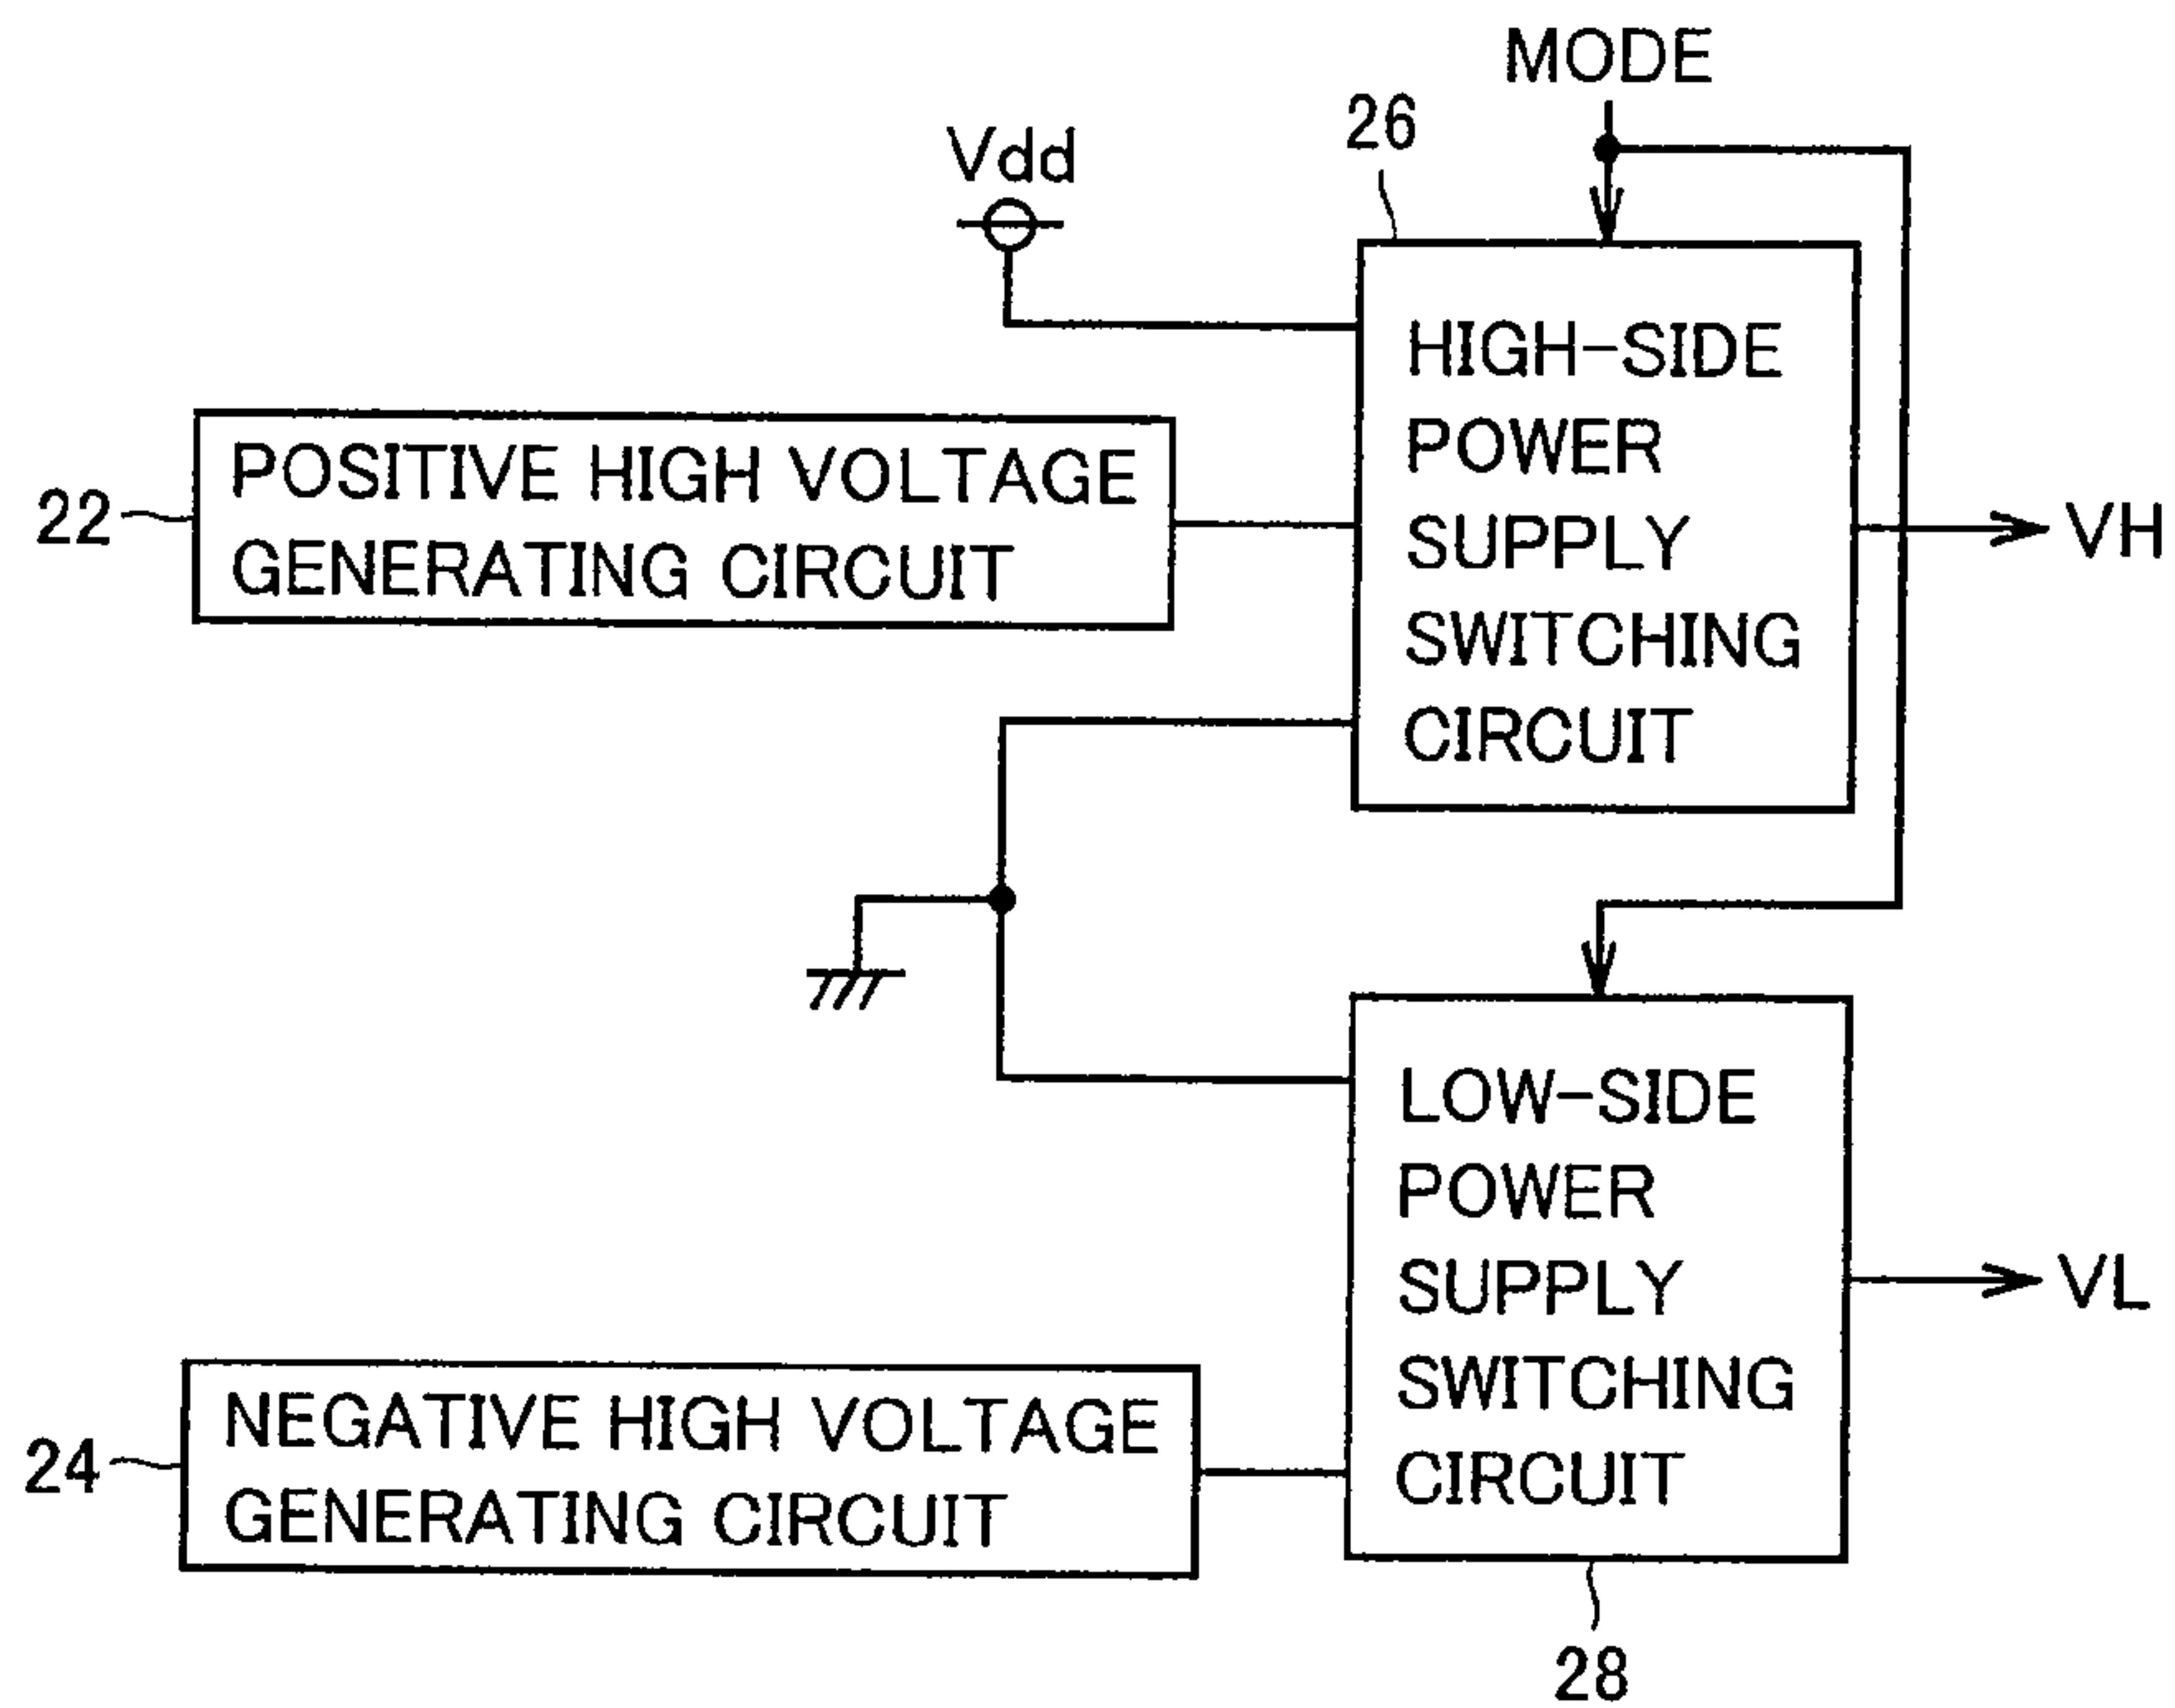 MODE
26
Vdd
HIGH-SIDE
POWER
SUPPLY
SWITCHING
CIRCUIT
22
POSITIVE HIGH VOLTAGE
GENERATING CIRCUIT
VH
LOW-SIDE
POWER
SUPPLY
SWITCHING
CIRCUIT
VL
24
NEGATIVE HIGH VOLTAGE
GENERATING CIRCUIT
28